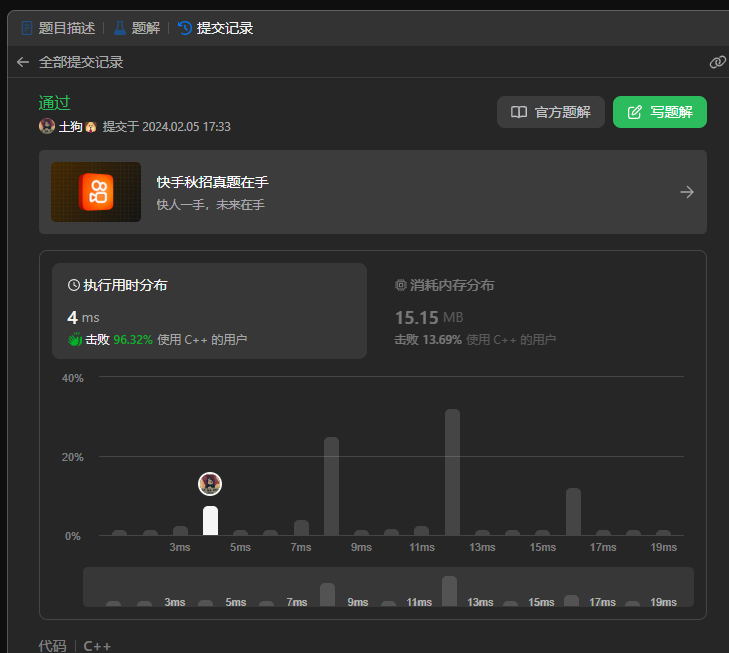 题目描述 题解 提交记录
全部提交记录
通过
官方题解 写题解
土狗 提交于 2024.02.05 17:33
快手秋招真题在手
快人一手，未来在手
执行用时分布 消耗内存分布
4 ms 15.15 MB
击败 96.32% 使用 C++ 的用户 击败 13.69% 使用 C++ 的用户
40%
20%
0%
3ms 5ms 7ms 9ms 11ms 13ms 15ms 17ms 19ms
3ms 5ms 7ms 9ms 11ms 13ms 15ms 17ms 19ms
代码 C++